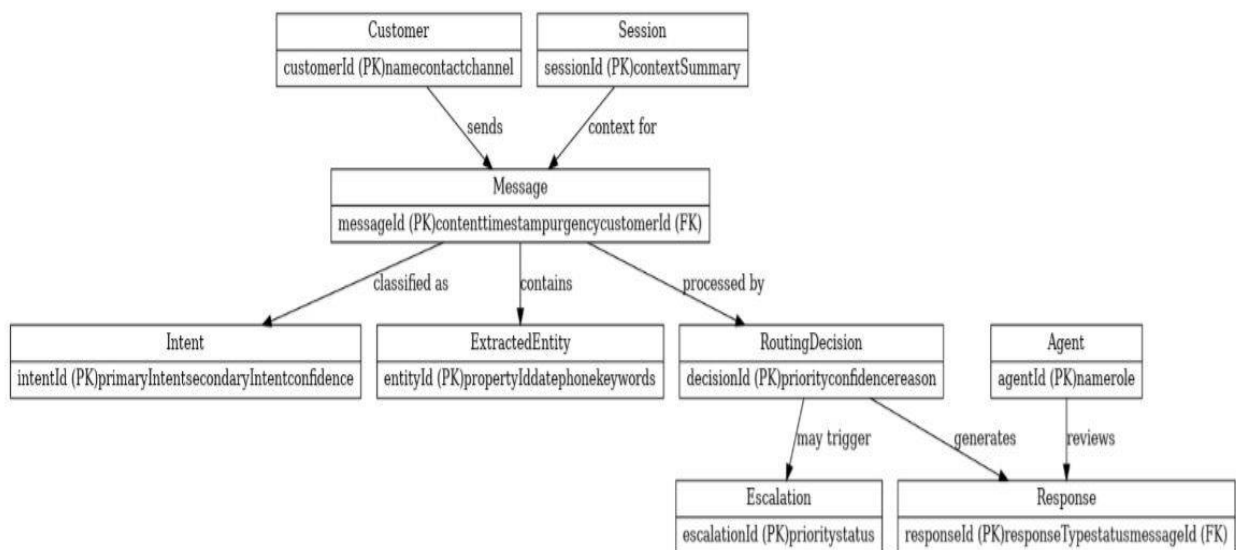 Customer
customerId (PK)namecontactchannel
Session
sessionId (PK)contextSummary
sends
context for
Message
messageId (PK)contenttimestampurgencycustomerId (FK)
classified as
contains
processed by
Intent
intentId (PK)primaryIntentsecondaryIntentconfidence
ExtractedEntity
entityId (PK)propertyIddatephonekeywords
RoutingDecision
decisionId (PK)priorityconfidencereason
Agent
agentId (PK)namerole
may trigger
generates
reviews
Escalation
escalationId (PK)prioritystatus
Response
responseId (PK)responseTypestatusmessageId (FK)